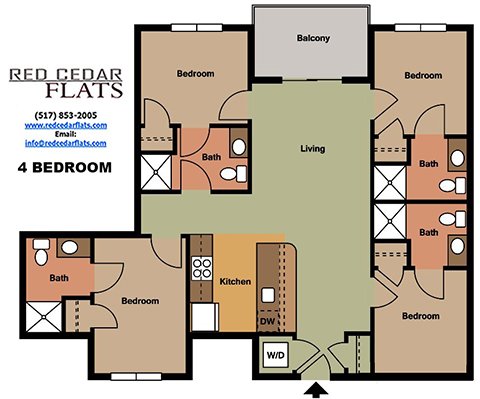 RED CEDAR
FLATS
(517) 853-2005
www.redcedarflats.com
Email:
info@redcedarflats.com
4 BEDROOM
Balcony
Bedroom
Bedroom
Living
Bath
Bath
Bath
Bath
Kitchen
Bedroom
Bedroom
DW
W/D